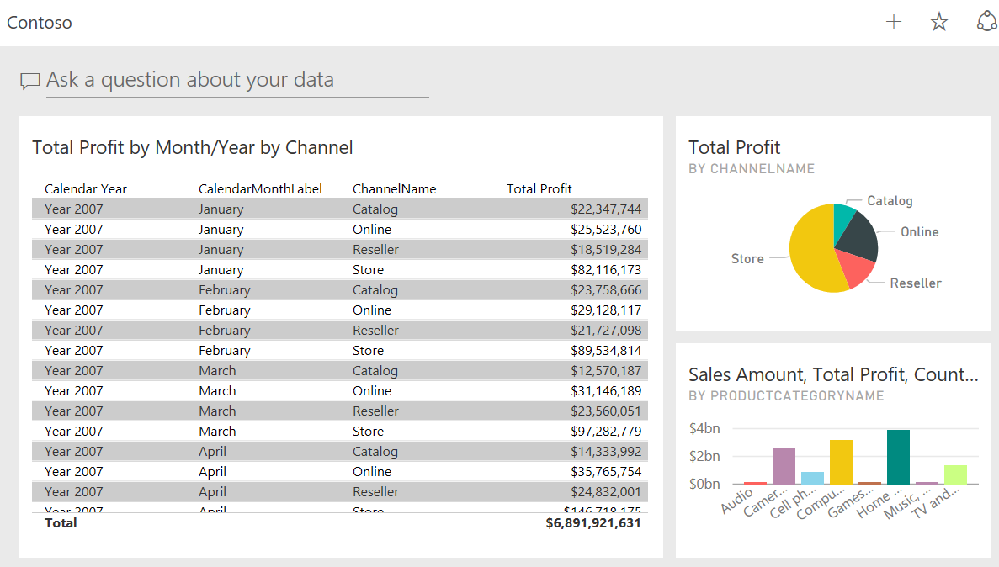 Contoso
Ask a question about your data
Total Profit by Month/Year by Channel
Calendar Year CalendarMonthLabel ChannelName Total Profit
Year 2007 January Catalog $22,347,744
Year 2007 January Online $25,523,760
Year 2007 January Reseller $18,519,284
Year 2007 January Store $82,116,173
Year 2007 February Catalog $23,758,666
Year 2007 February Online $29,128,117
Year 2007 February Reseller $21,727,098
Year 2007 February Store $89,534,814
Year 2007 March Catalog $12,570,187
Year 2007 March Online $31,146,189
Year 2007 March Reseller $23,560,051
Year 2007 March Store $97,282,779
Year 2007 April Catalog $14,333,992
Year 2007 April Online $35,765,754
Year 2007 April Reseller $24,832,001
Year 2007 April Store $146,718,175
Total $6,891,921,631
Total Profit
BY CHANNELNAME
Catalog
Online
Store
Reseller
Sales Amount, Total Profit, Count...
BY PRODUCTCATEGORYNAME
$4bn
$2bn
$0bn
Audio
Camer...
Cell ph...
Compu...
Games...
Home ...
Music, ...
TV and...